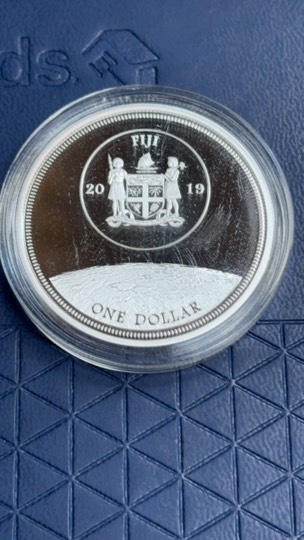 ds.
FIJI
20 19
ONE DOLLAR